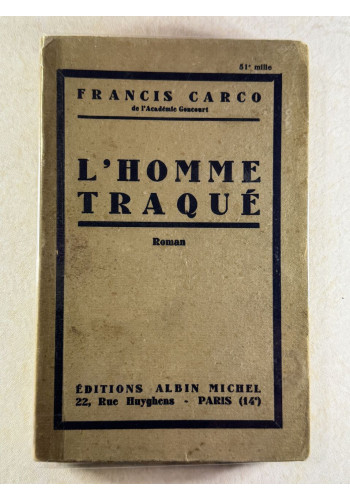 51e mille
FRANCIS CARCO
de l'Académie Goncourt
L'HOMME
TRAQUÉ
Roman
ÉDITIONS ALBIN MICHEL
22, Rue Huyghens - PARIS (14e)